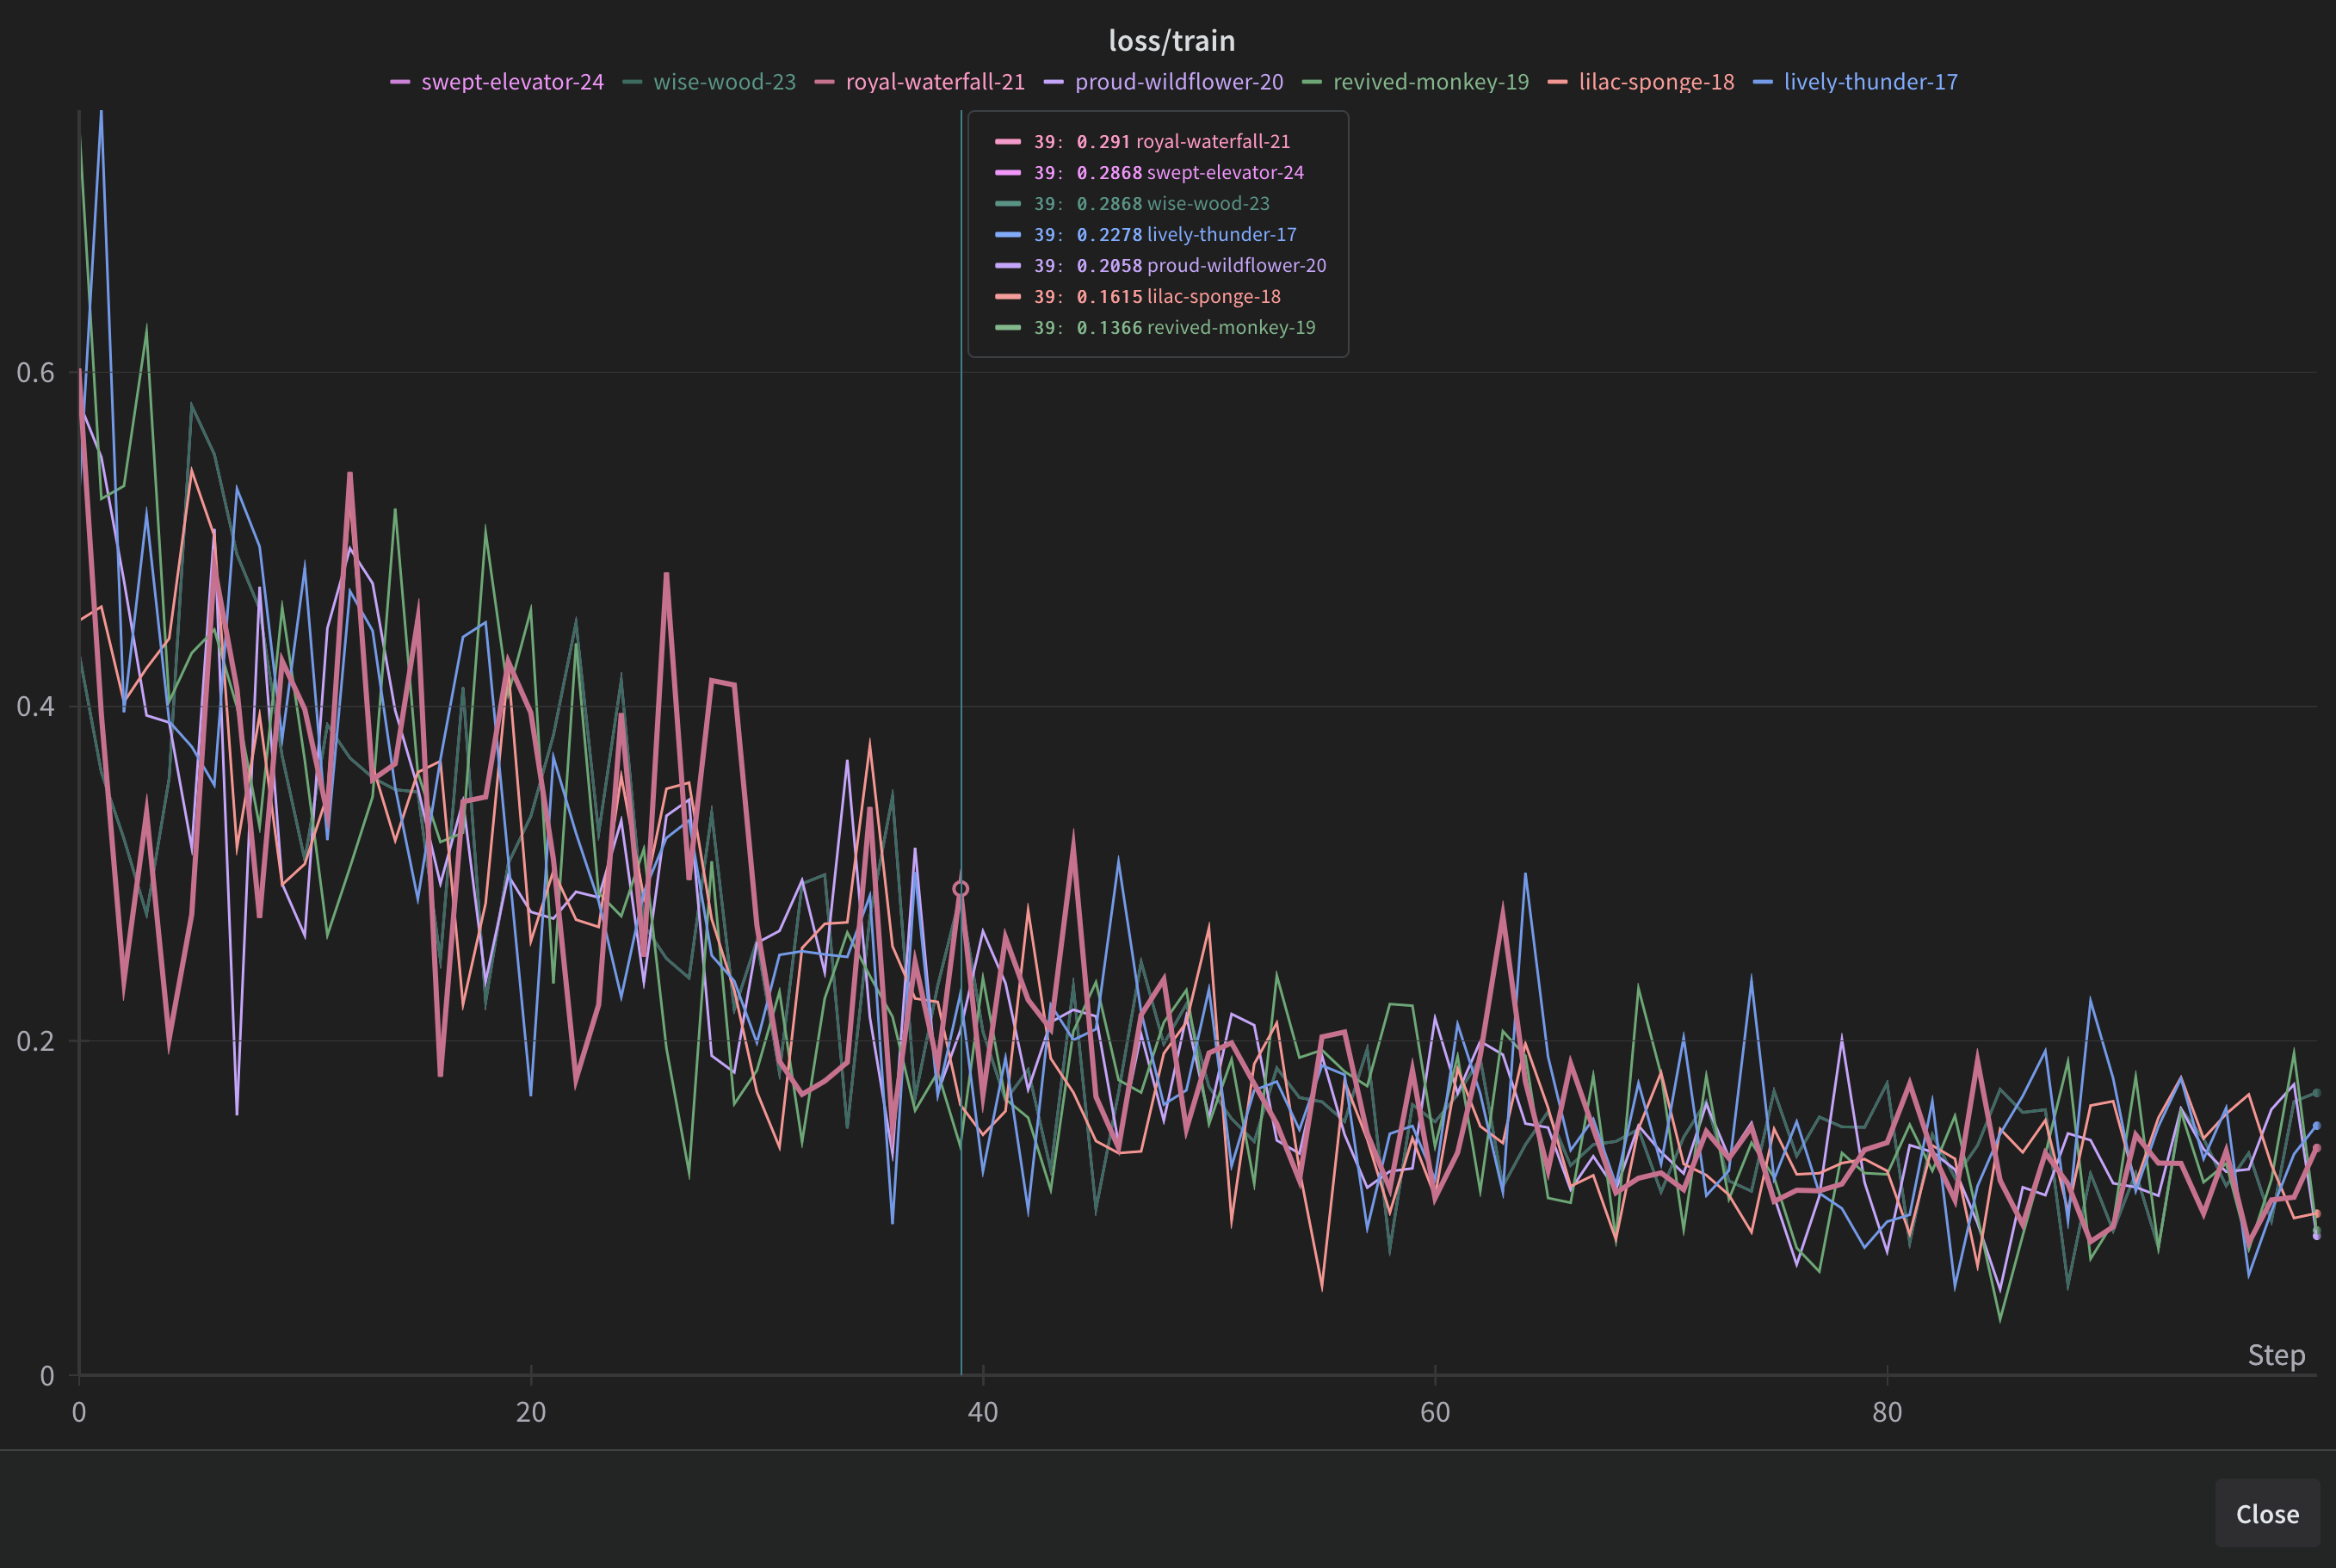 loss/train
swept-elevator-24 wise-wood-23 royal-waterfall-21 proud-wildflower-20 revived-monkey-19 lilac-sponge-18 lively-thunder-17
39: 0.291 royal-waterfall-21
39: 0.2868 swept-elevator-24
39: 0.2868 wise-wood-23
39: 0.2278 lively-thunder-17
39: 0.2058 proud-wildflower-20
39: 0.1615 lilac-sponge-18
39: 0.1366 revived-monkey-19
0.6
0.4
0.2
0
Step
0 20 40 60 80
Close